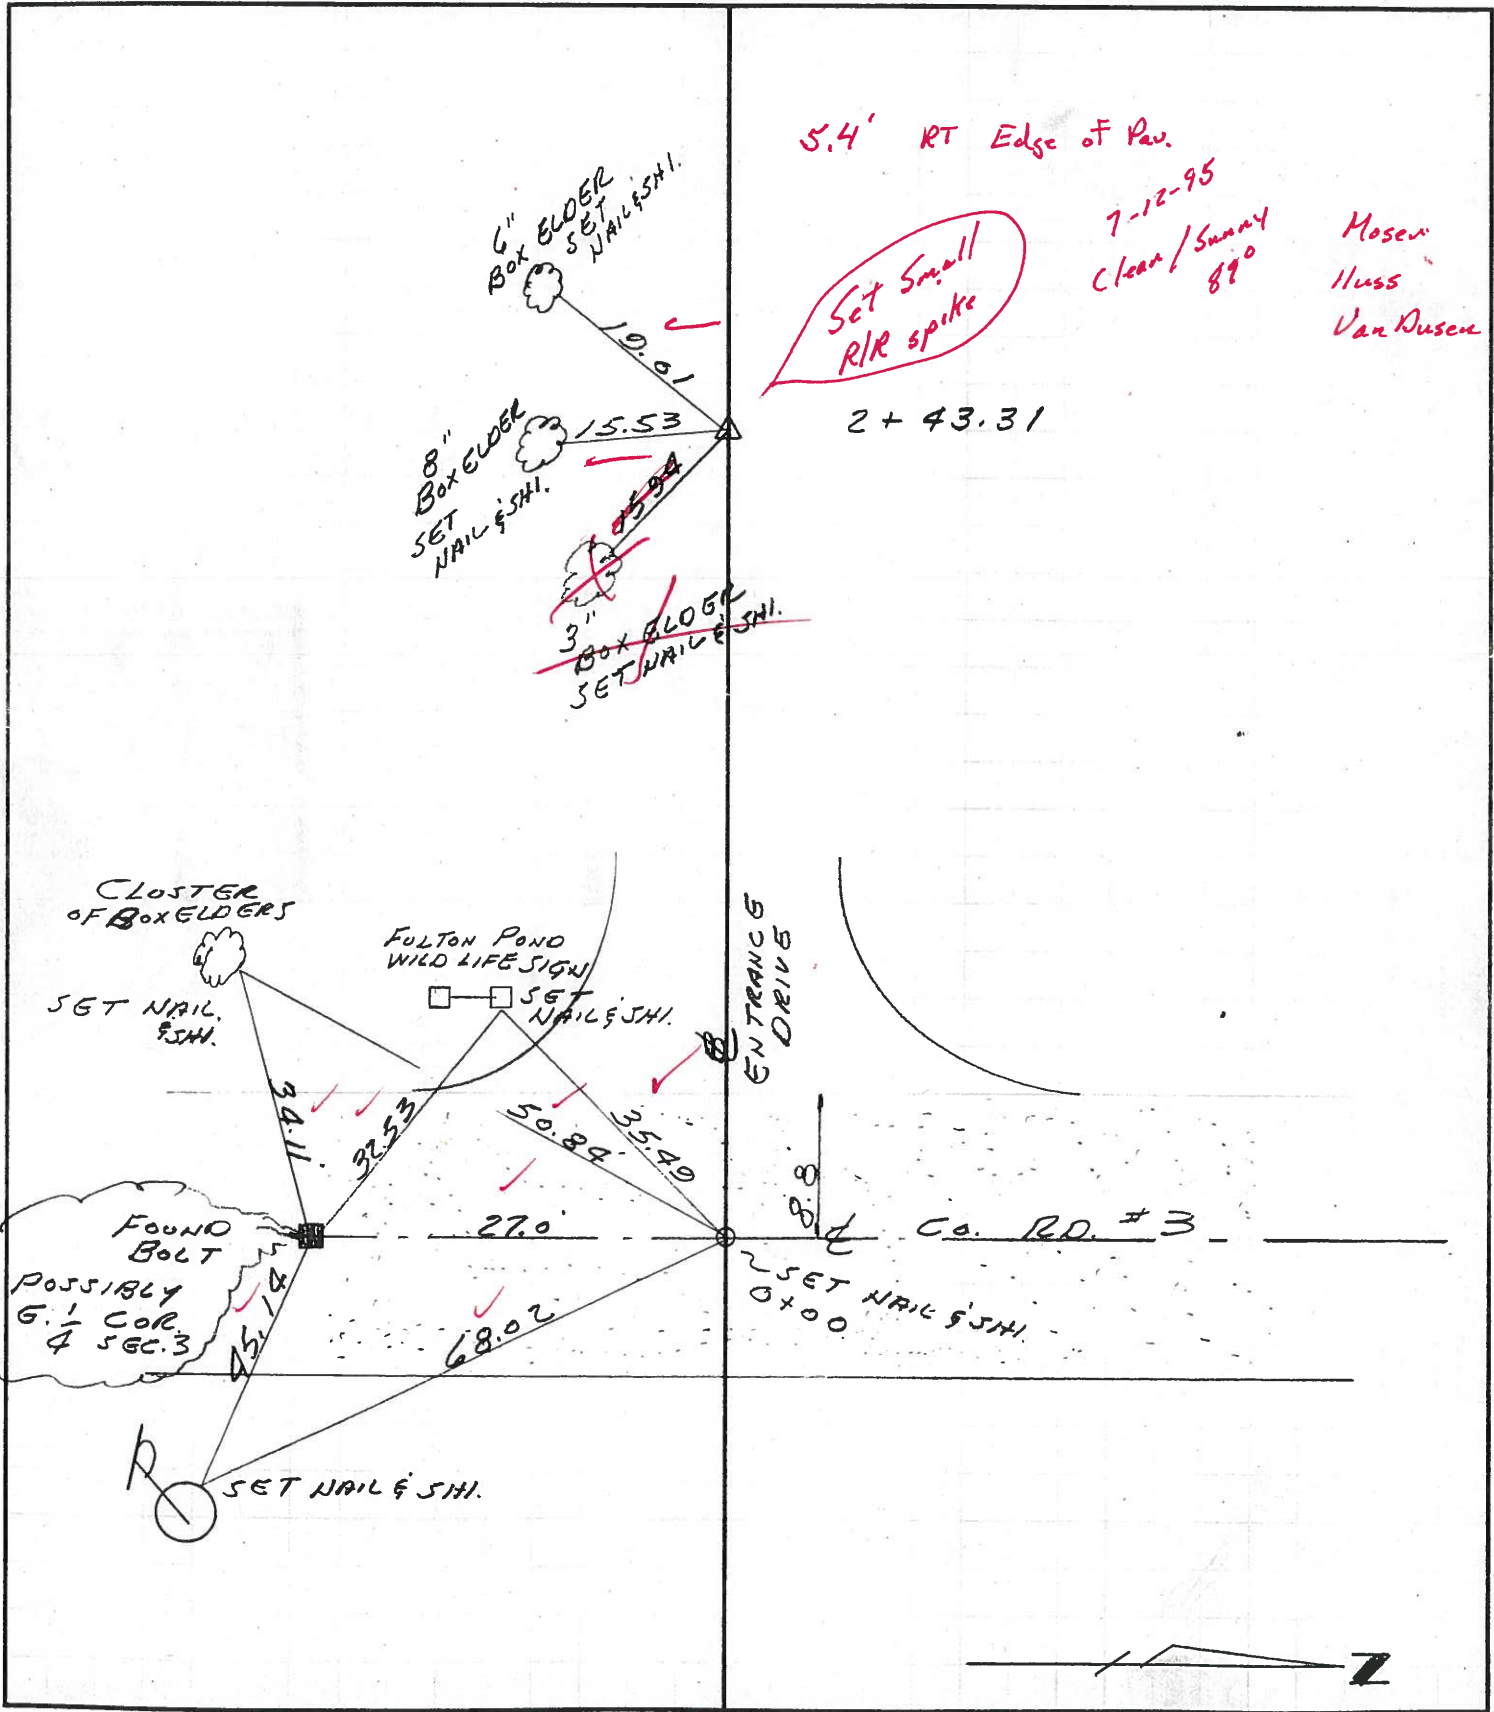 5.4' RT Edge of Pav.
7-12-95
Clear/Sunny
89°
Moser
Huss
Van Dusen
Set Small
R/R spike
6"
BOX ELDER
SET
NAIL & SHI.
19.01
2 + 43.31
8"
BOX ELDER
SET
NAIL & SHI.
15.53
15.94
3"
BOX ELDER
SET NAIL & SHI.
CLOSTER
OF BOX ELDERS
SET NAIL
& SHI.
FULTON POND
WILD LIFE SIGN
SET
NAIL & SHI.
ENTRANCE
DRIVE
34.11'
32.53
50.84'
35.49
8.8
FOUND
BOLT
POSSIBLY
E. 1/4 COR.
SEC. 3
27.0'
℄ Co. RD. #3
SET NAIL & SHI.
0+00
45.14
68.02
SET NAIL & SHI.
Z